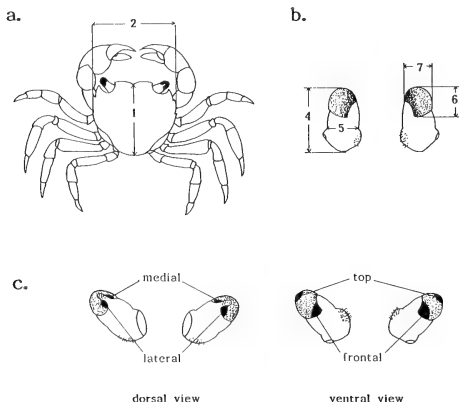 a.
2
1
b.
7
4
5
6
c.
medial
lateral
top
frontal
dorsal view
ventral view